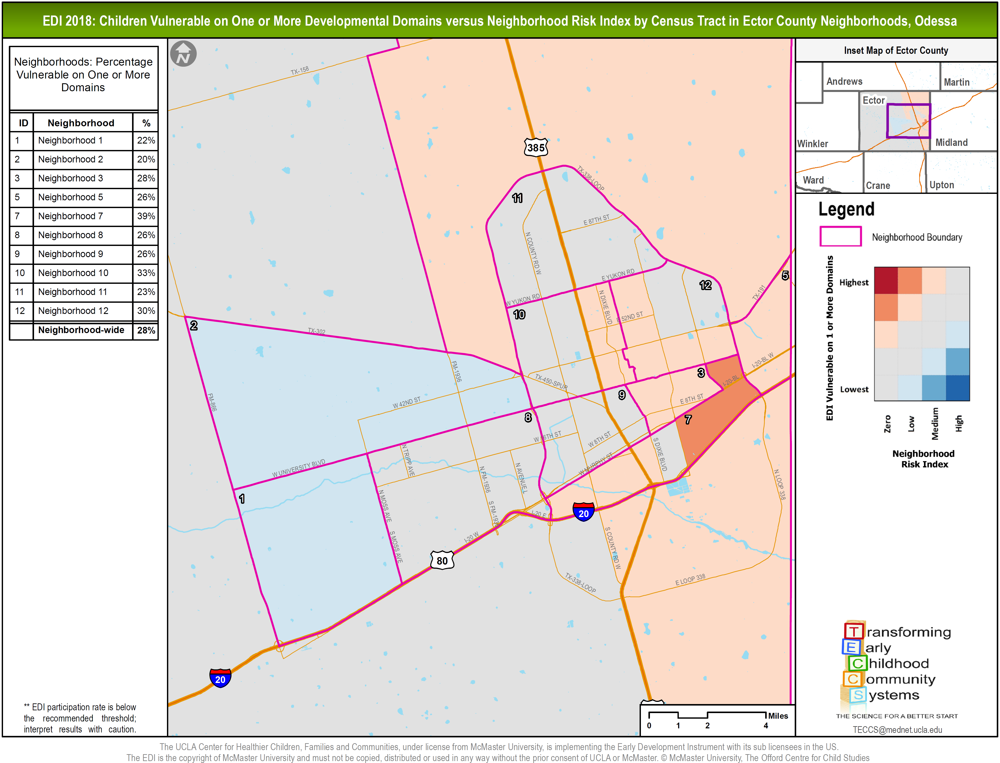 EDI 2018: Children Vulnerable on One or More Developmental Domains versus Neighborhood Risk Index by Census Tract in Ector County Neighborhoods, Odessa
Neighborhoods: Percentage
Vulnerable on One or More
Domains
ID Neighborhood %
1 Neighborhood 1 22%
2 Neighborhood 2 20%
3 Neighborhood 3 28%
5 Neighborhood 5 26%
7 Neighborhood 7 39%
8 Neighborhood 8 26%
9 Neighborhood 9 26%
10 Neighborhood 10 33%
11 Neighborhood 11 23%
12 Neighborhood 12 30%
Neighborhood-wide 28%
** EDI participation rate is below
the recommended threshold;
interpret results with caution.
N
TX-158
385
TX-338-LOOP
11
E 87TH ST
N COUNTY RD W
E YUKON RD
12
5
TX-191
W YUKON RD
N DIXIE BLVD
10
E 52ND ST
2
TX-302
FM-1936
TX-450-SPUR
3
I-20-BL W
I-20-BL
9
FM-866
W 42ND ST
E 8TH ST
8
7
W 16TH ST
W 8TH ST
S DIXIE BLVD
N TRIPP AVE
W UNIVERSITY BLVD
W MURPHY ST
N FM-1936
N AVENUE L
N LOOP 338
1
N MOSS AVE
S FM-1936
I-20 E
20
I-20 W
S MOSS AVE
S COUNTY RD W
80
TX-338-LOOP
E LOOP 338
20
Miles
0 1 2 4
Inset Map of Ector County
Andrews
Martin
Ector
Winkler
Midland
Ward
Crane
Upton
Legend
Neighborhood Boundary
EDI Vulnerable on 1 or More Domains
Highest
Lowest
Zero
Low
Medium
High
Neighborhood
Risk Index
Transforming
Early
Childhood
Community
Systems
THE SCIENCE FOR A BETTER START
TECCS@mednet.ucla.edu
The UCLA Center for Healthier Children, Families and Communities, under license from McMaster University, is implementing the Early Development Instrument with its sub licensees in the US.
The EDI is the copyright of McMaster University and must not be copied, distributed or used in any way without the prior consent of UCLA or McMaster. © McMaster University, The Offord Centre for Child Studies